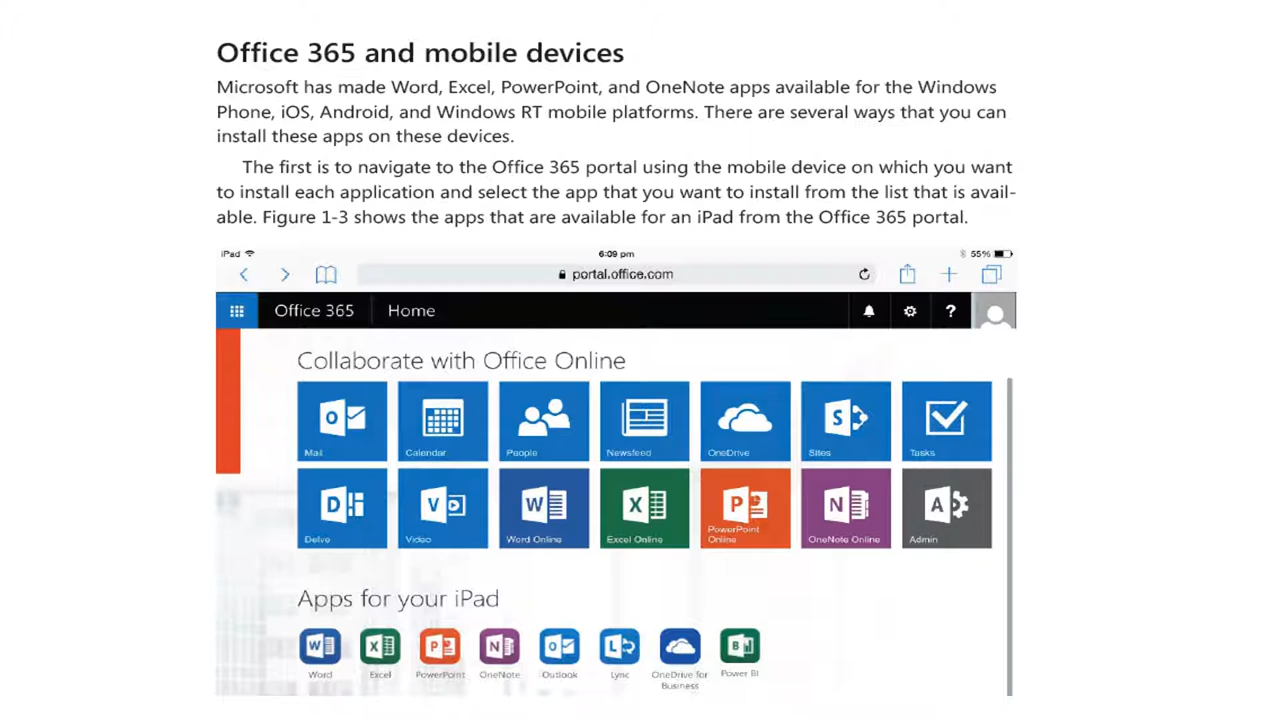 Office 365 and mobile devices
Microsoft has made Word, Excel, PowerPoint, and OneNote apps available for the Windows
Phone, iOS, Android, and Windows RT mobile platforms. There are several ways that you can
install these apps on these devices.
The first is to navigate to the Office 365 portal using the mobile device on which you want
to install each application and select the app that you want to install from the list that is avail-
able. Figure 1-3 shows the apps that are available for an iPad from the Office 365 portal.
iPad 6:09 pm 55%
portal.office.com
Office 365 Home ?
Collaborate with Office Online
Mail Calendar People Newsfeed OneDrive Sites Tasks
Delve Video Word Online Excel Online PowerPoint Online OneNote Online Admin
Apps for your iPad
Word Excel PowerPoint OneNote Outlook Lync OneDrive for Business Power BI